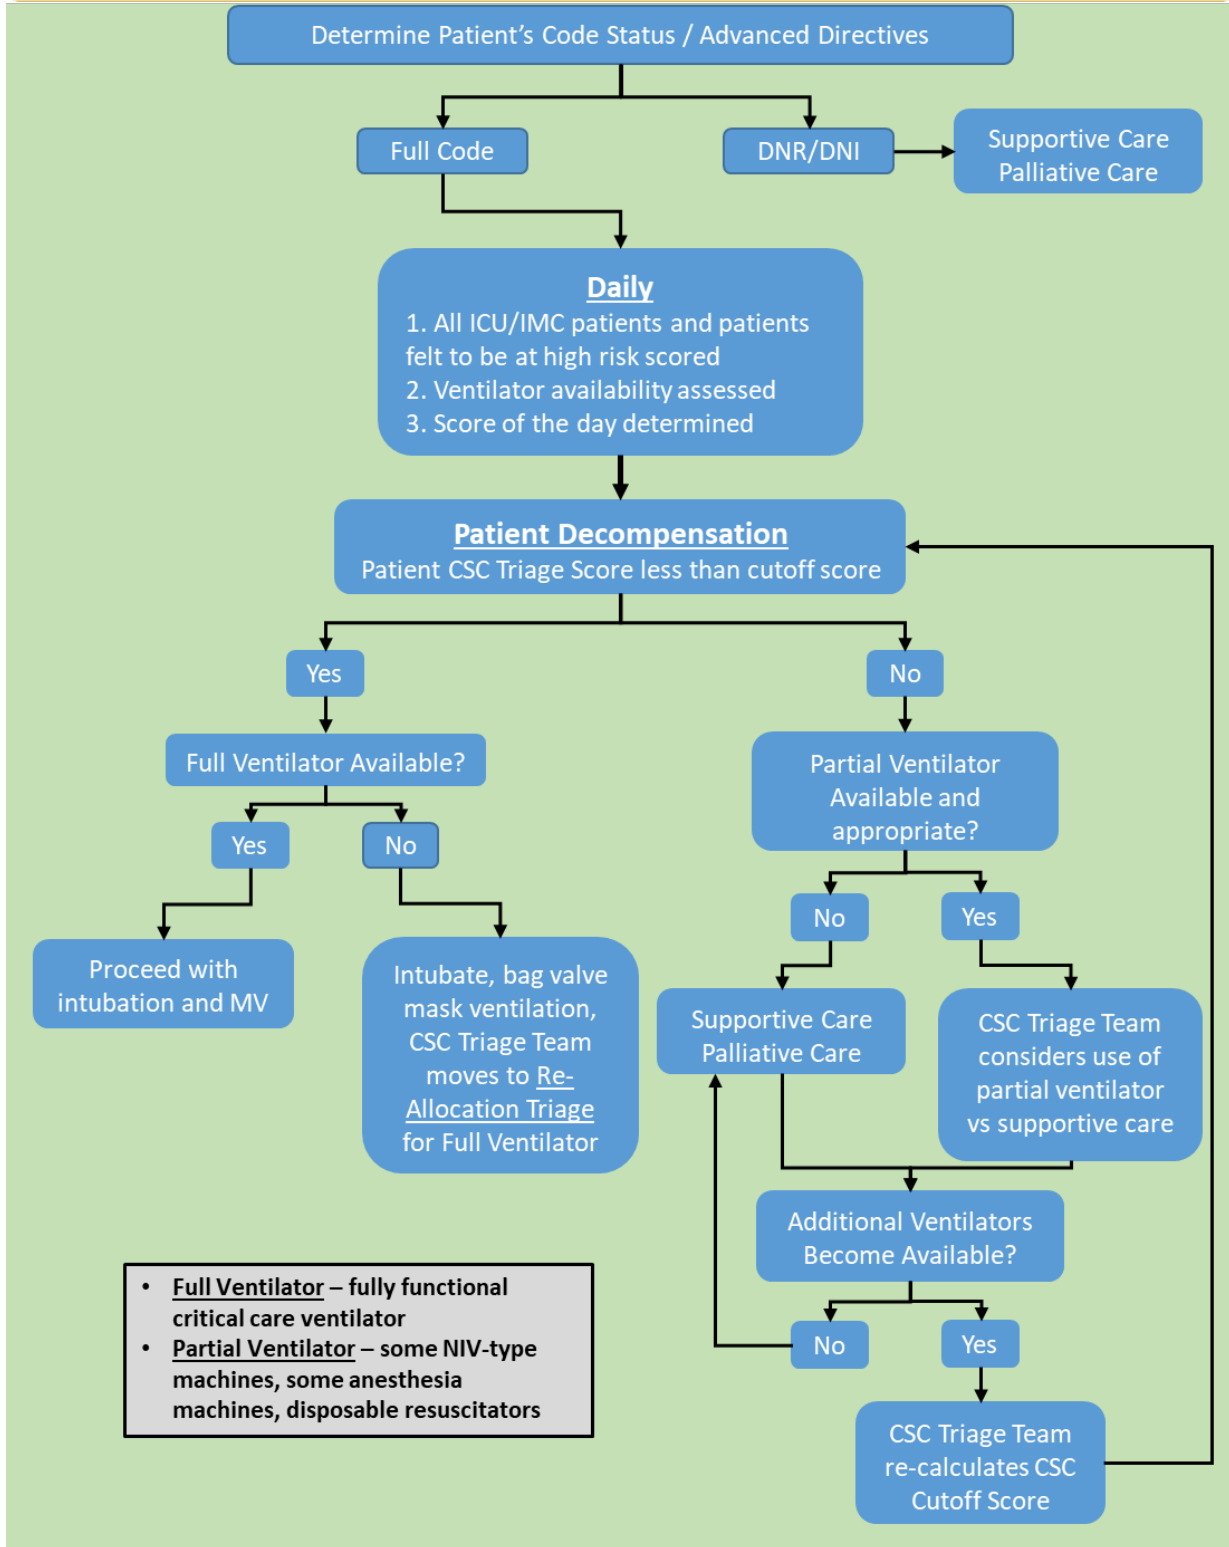 Determine Patient’s Code Status / Advanced Directives
Full Code
DNR/DNI
Supportive Care
Palliative Care
Daily
1. All ICU/IMC patients and patients
felt to be at high risk scored
2. Ventilator availability assessed
3. Score of the day determined
Patient Decompensation
Patient CSC Triage Score less than cutoff score
Yes
No
Full Ventilator Available?
Partial Ventilator
Available and
appropriate?
Yes
No
No
Yes
Proceed with
intubation and MV
Intubate, bag valve
mask ventilation,
CSC Triage Team
moves to Re-
Allocation Triage
for Full Ventilator
Supportive Care
Palliative Care
CSC Triage Team
considers use of
partial ventilator
vs supportive care
Additional Ventilators
Become Available?
No
Yes
CSC Triage Team
re-calculates CSC
Cutoff Score
• Full Ventilator – fully functional
critical care ventilator
• Partial Ventilator – some NIV-type
machines, some anesthesia
machines, disposable resuscitators